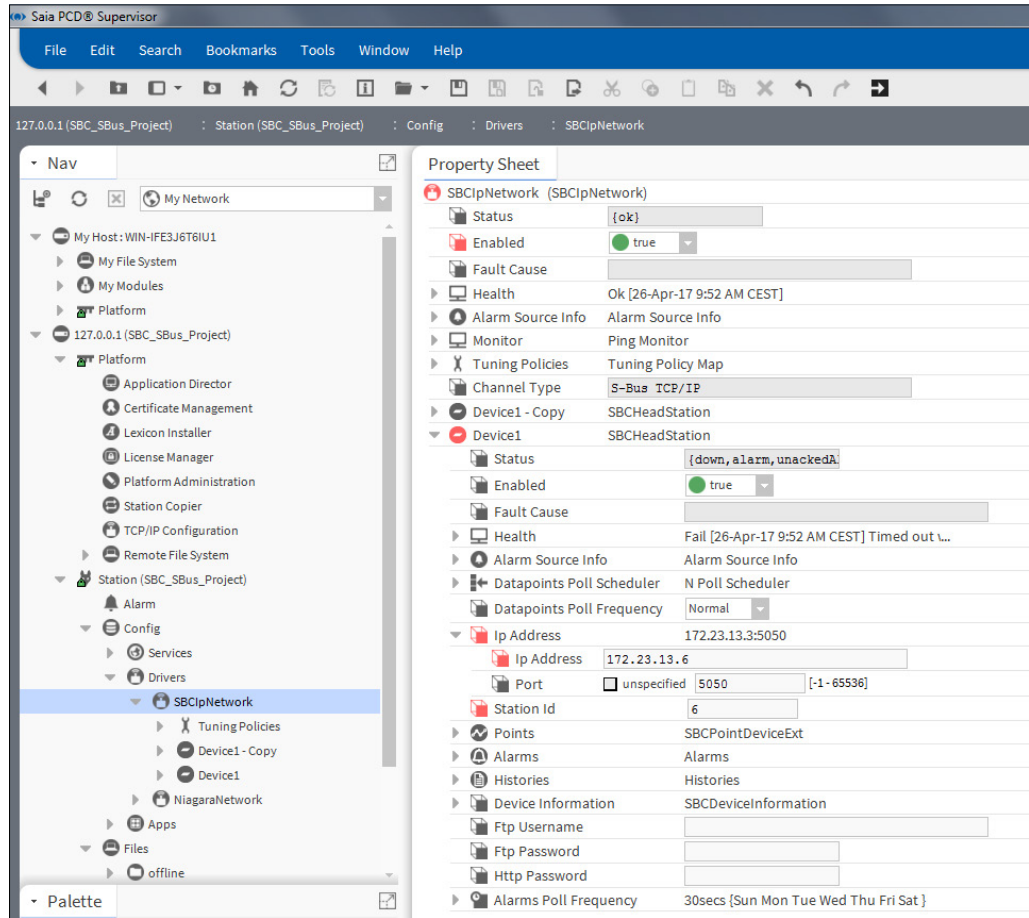 Saia PCD® Supervisor
File Edit Search Bookmarks Tools Window Help
127.0.0.1 (SBC_SBus_Project) : Station (SBC_SBus_Project) : Config : Drivers : SBCIpNetwork
Nav
My Network
My Host : WIN-IFE3J6T6IU1
My File System
My Modules
Platform
127.0.0.1 (SBC_SBus_Project)
Platform
Application Director
Certificate Management
Lexicon Installer
License Manager
Platform Administration
Station Copier
TCP/IP Configuration
Remote File System
Station (SBC_SBus_Project)
Alarm
Config
Services
Drivers
SBCIpNetwork
Tuning Policies
Device1 - Copy
Device1
NiagaraNetwork
Apps
Files
offline
Palette
Property Sheet
SBCIpNetwork (SBCIpNetwork)
Status {ok}
Enabled true
Fault Cause
Health Ok [26-Apr-17 9:52 AM CEST]
Alarm Source Info Alarm Source Info
Monitor Ping Monitor
Tuning Policies Tuning Policy Map
Channel Type S-Bus TCP/IP
Device1 - Copy SBCHeadStation
Device1 SBCHeadStation
Status {down,alarm,unackedA
Enabled true
Fault Cause
Health Fail [26-Apr-17 9:52 AM CEST] Timed out w...
Alarm Source Info Alarm Source Info
Datapoints Poll Scheduler N Poll Scheduler
Datapoints Poll Frequency Normal
Ip Address 172.23.13.3:5050
Ip Address 172.23.13.6
Port unspecified 5050 [-1 - 65536]
Station Id 6
Points SBCPointDeviceExt
Alarms Alarms
Histories Histories
Device Information SBCDeviceInformation
Ftp Username
Ftp Password
Http Password
Alarms Poll Frequency 30secs {Sun Mon Tue Wed Thu Fri Sat }